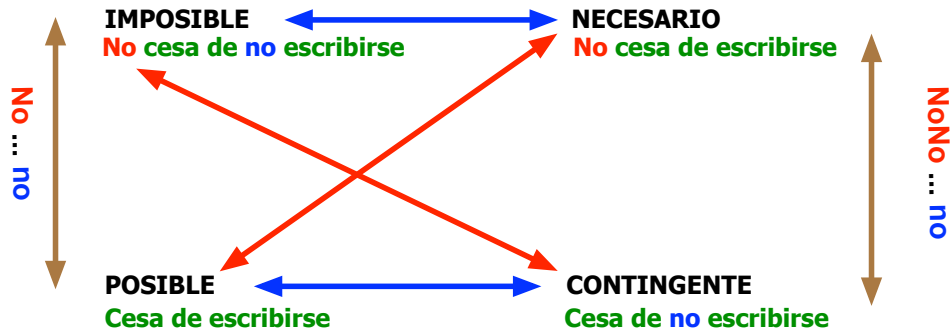 IMPOSIBLE
No cesa de no escribirse
NECESARIO
No cesa de escribirse
No ... no
NoNo ... no
POSIBLE
Cesa de escribirse
CONTINGENTE
Cesa de no escribirse